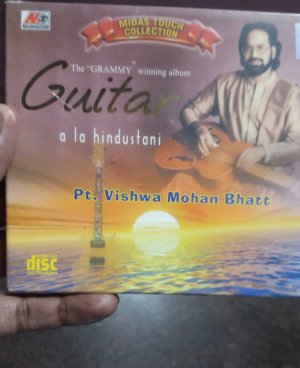 MIDAS TOUCH
COLLECTION
The "GRAMMY" winning album
Guitar
a la hindustani
Pt. Vishwa Mohan Bhatt
disc